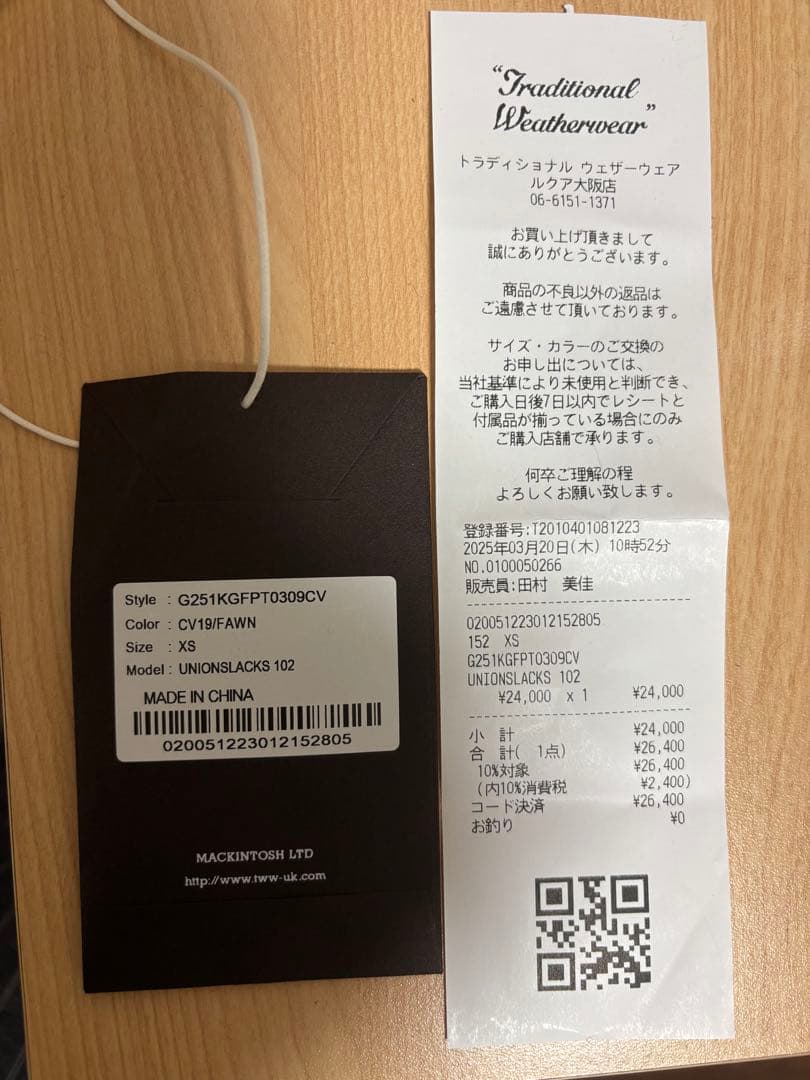 Style : G251KGFPT0309CV
Color : CV19/FAWN
Size : XS
Model : UNIONSLACKS 102
MADE IN CHINA
020051223012152805
MACKINTOSH LTD
http://www.tww-uk.com
“Traditional
Weatherwear”
トラディショナル ウェザーウェア
ルクア大阪店
06-6151-1371
お買い上げ頂きまして
誠にありがとうございます。
商品の不良以外の返品は
ご遠慮させて頂いております。
サイズ・カラーのご交換の
お申し出については、
当社基準により未使用と判断でき、
ご購入日後7日以内でレシートと
付属品が揃っている場合にのみ
ご購入店舗で承ります。
何卒ご理解の程
よろしくお願い致します。
登録番号:T2010401081223
2025年03月20日(木) 10時52分
NO.0100050266
販売員:田村 美佳
020051223012152805
152 XS
G251KGFPT0309CV
UNIONSLACKS 102
¥24,000 x 1 ¥24,000
小 計 ¥24,000
合 計( 1点) ¥26,400
10%対象 ¥26,400
(内10%消費税 ¥2,400)
コード決済 ¥26,400
お釣り ¥0